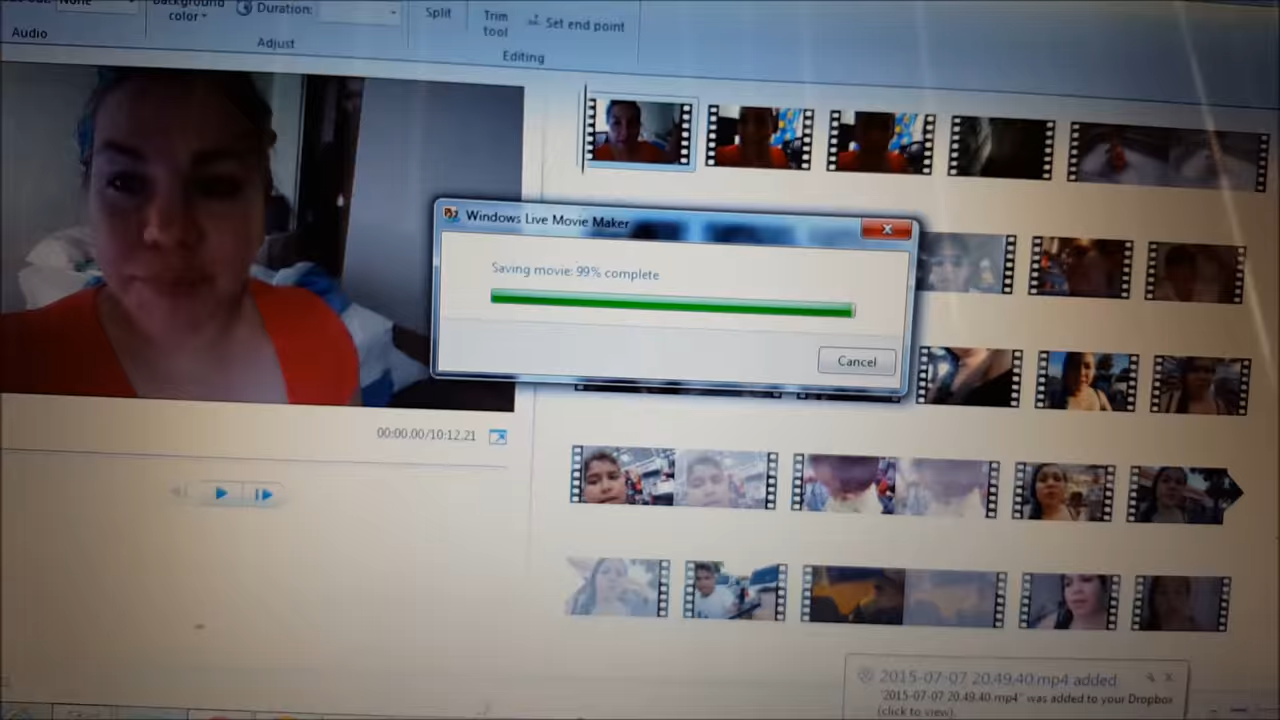 None
Background
color
Duration:
Split
Trim
tool
Set end point
Audio
Adjust
Editing
Windows Live Movie Maker
Saving movie: 99% complete
Cancel
00:00.00/10:12.21
2015-07-07 20.49.40.mp4 added
"2015-07-07 20.49.40.mp4" was added to your Dropbox
(click to view).